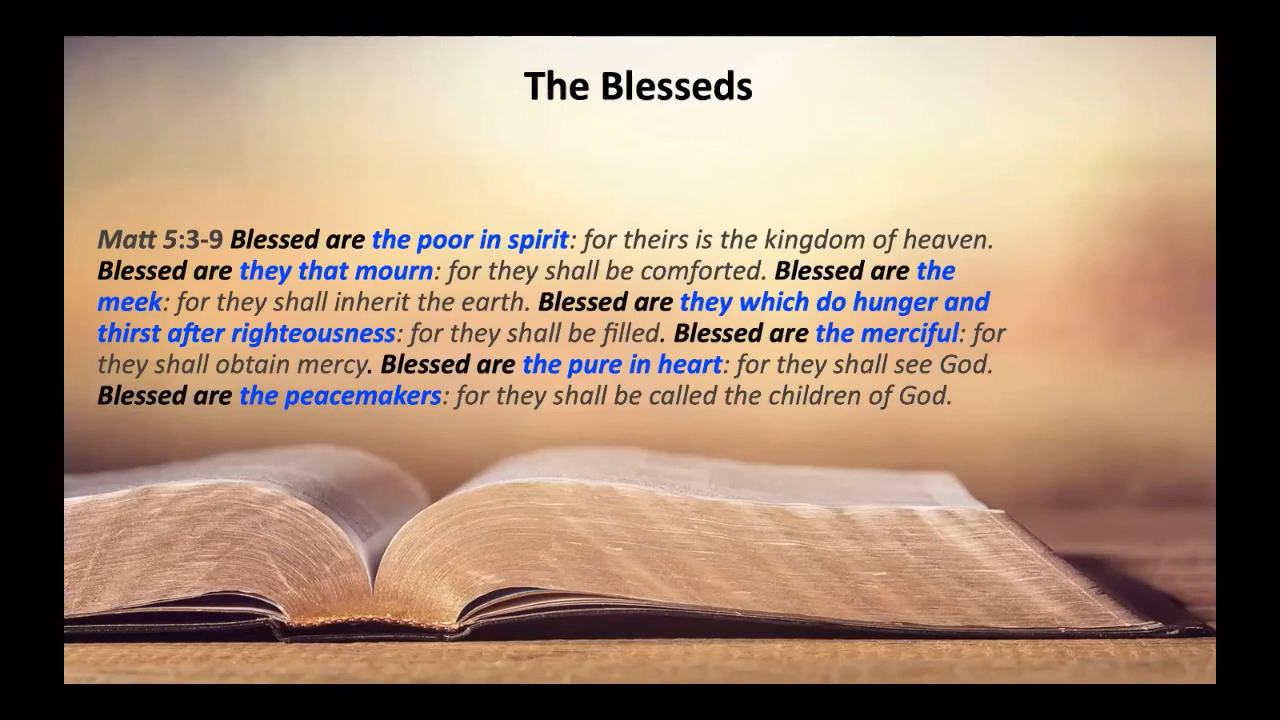 The Blesseds
Matt 5:3-9 Blessed are the poor in spirit: for theirs is the kingdom of heaven.
Blessed are they that mourn: for they shall be comforted. Blessed are the
meek: for they shall inherit the earth. Blessed are they which do hunger and
thirst after righteousness: for they shall be filled. Blessed are the merciful: for
they shall obtain mercy. Blessed are the pure in heart: for they shall see God.
Blessed are the peacemakers: for they shall be called the children of God.